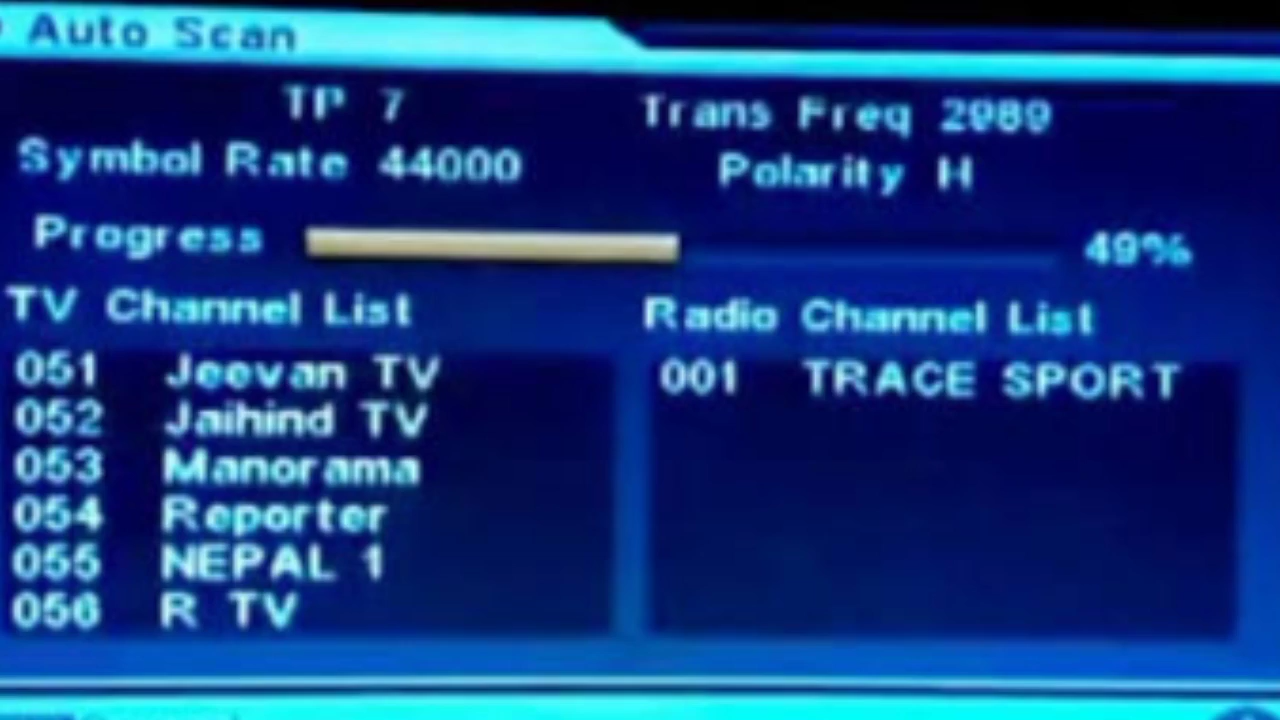 Auto Scan
TP 7 Trans Freq 2089
Symbol Rate 44000 Polarity H
Progress 49%
TV Channel List Radio Channel List
051 Jeevan TV 001 TRACE SPORT
052 Jaihind TV
053 Manorama
054 Reporter
055 NEPAL 1
056 R TV